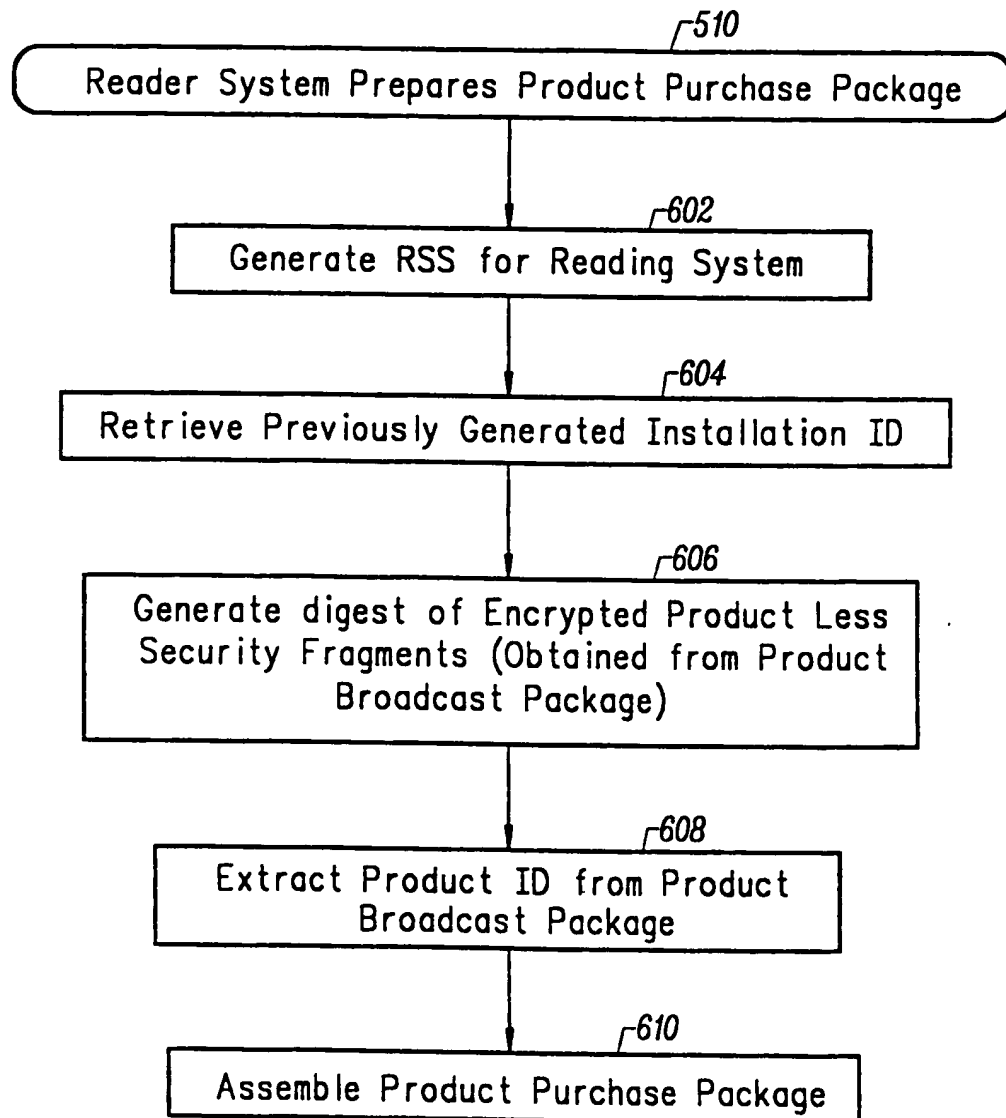 510
Reader System Prepares Product Purchase Package
602
Generate RSS for Reading System
604
Retrieve Previously Generated Installation ID
606
Generate digest of Encrypted Product Less
Security Fragments (Obtained from Product
Broadcast Package)
608
Extract Product ID from Product
Broadcast Package
610
Assemble Product Purchase Package